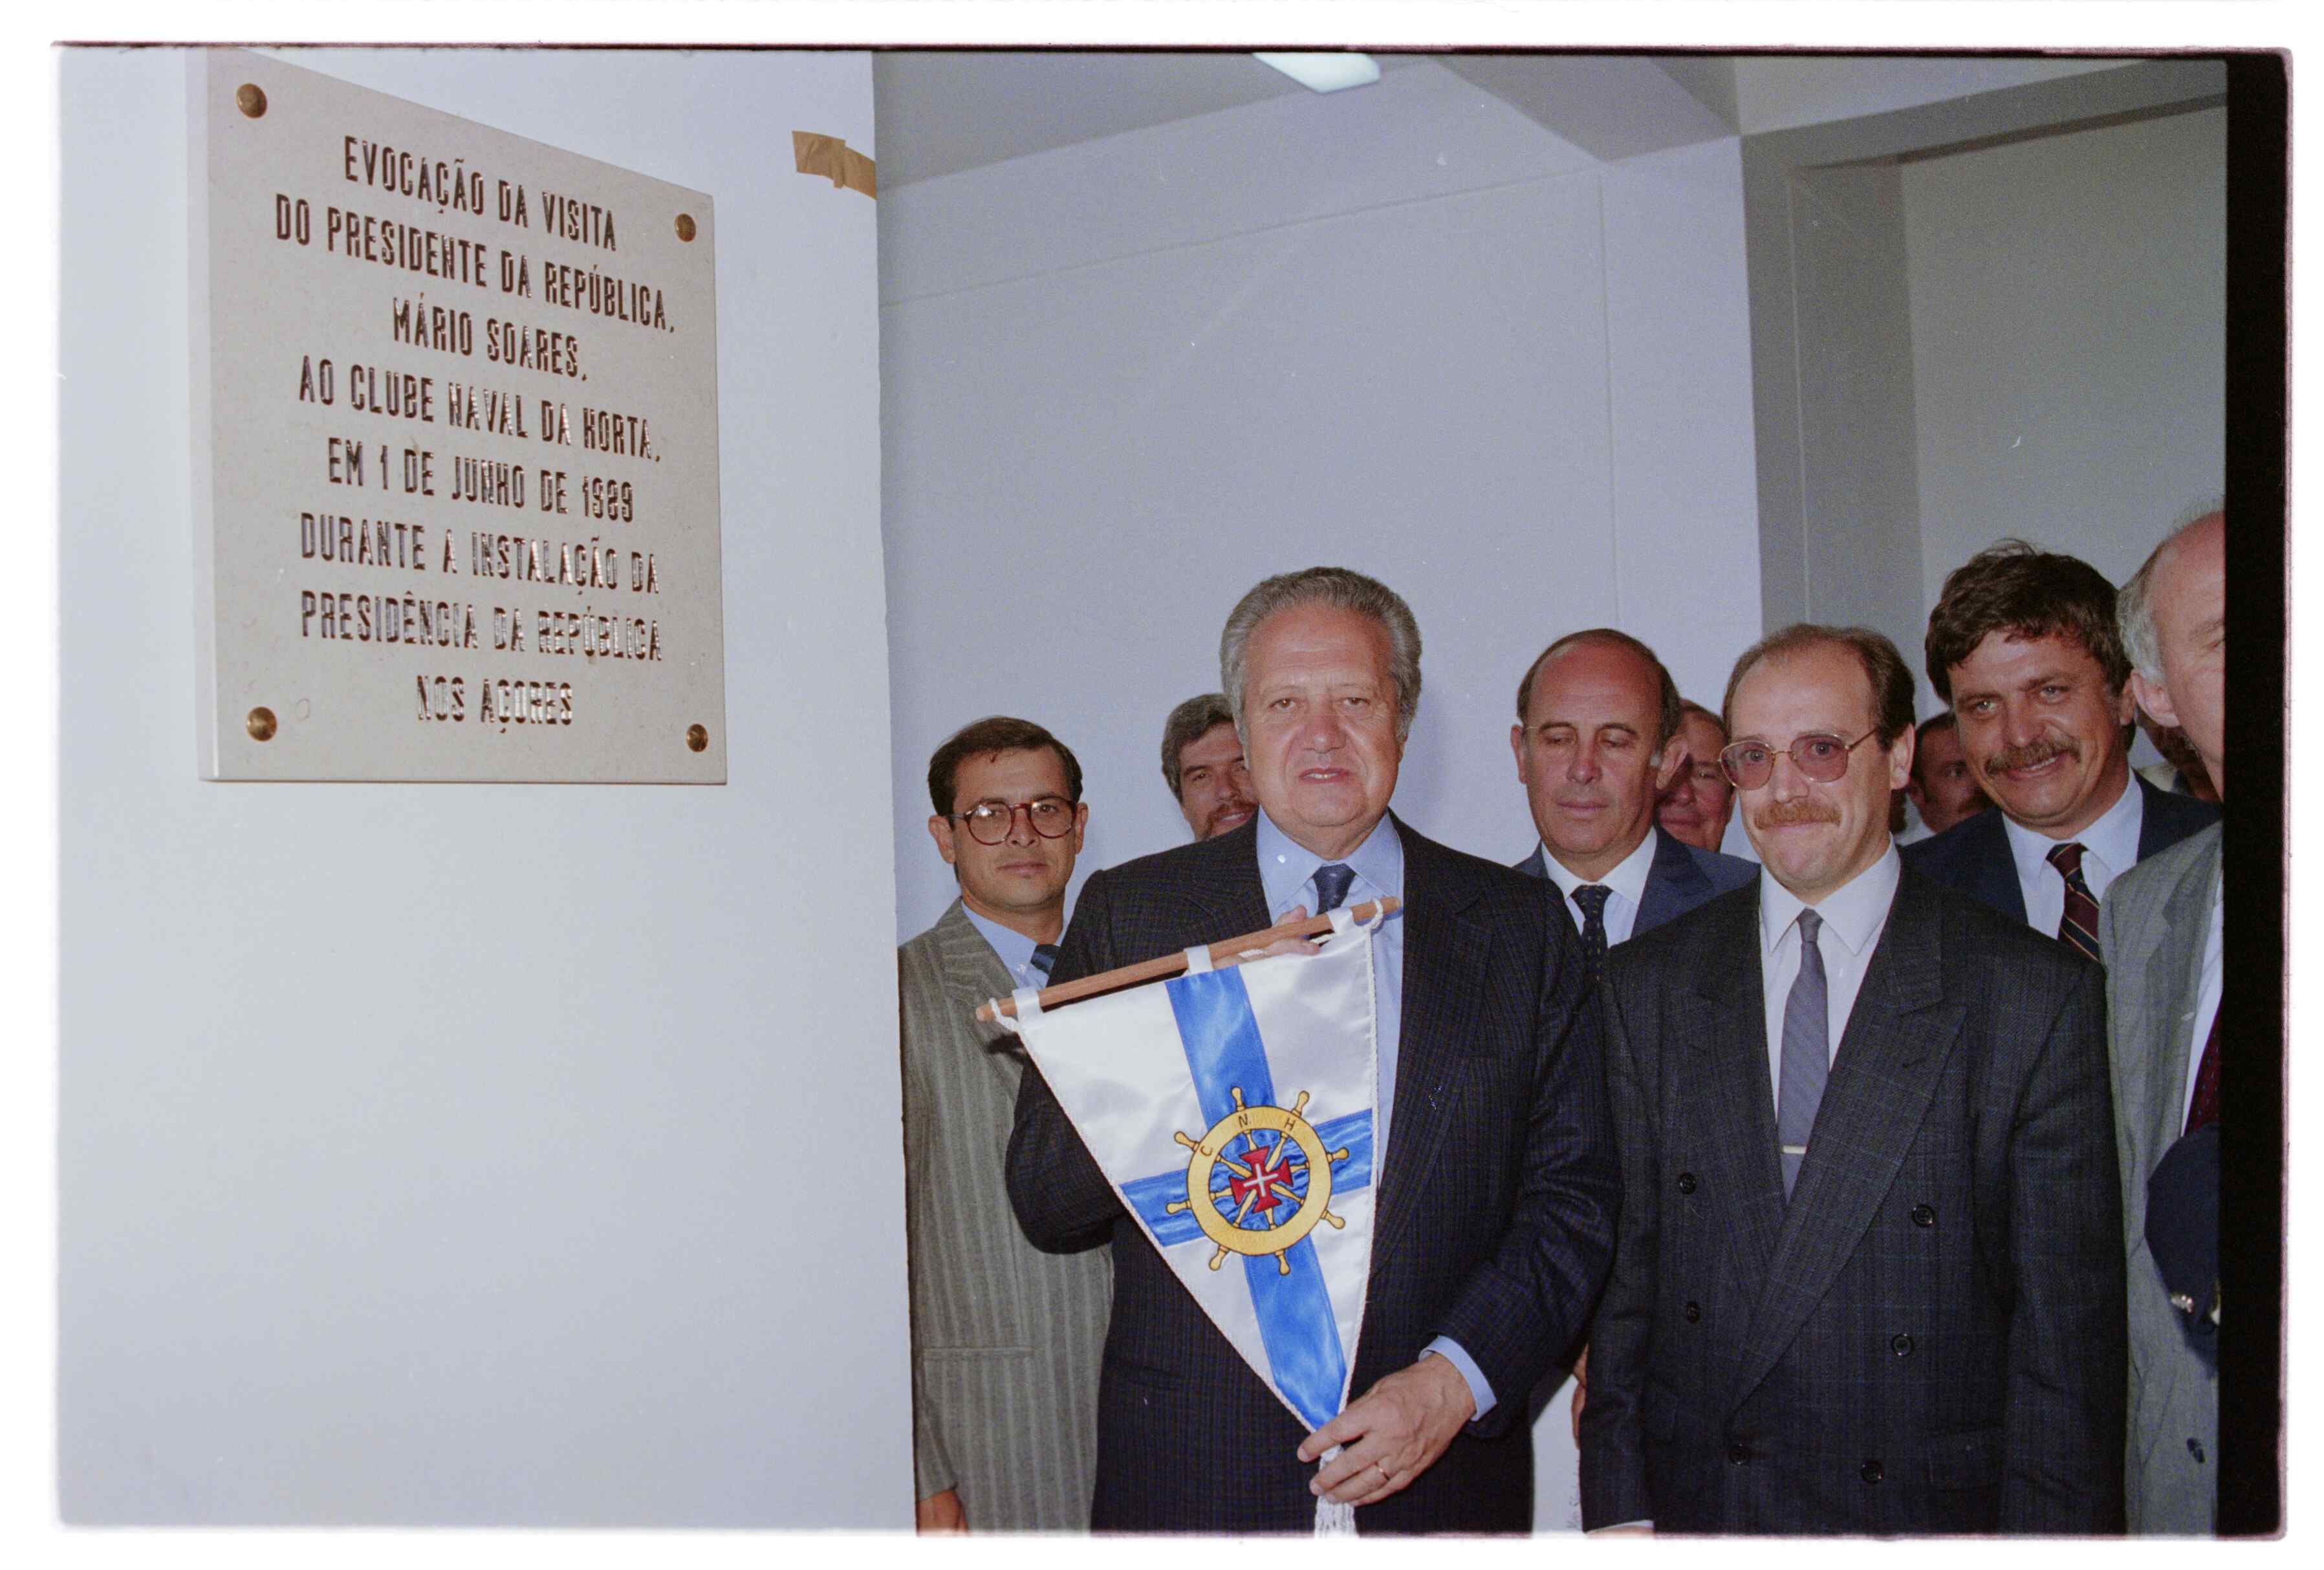 EVOCAÇÃO DA VISITA
DO PRESIDENTE DA REPÚBLICA,
MÁRIO SOARES,
AO CLUBE NAVAL DA HORTA,
EM 1 DE JUNHO DE 1989
DURANTE A INSTALAÇÃO DA
PRESIDÊNCIA DA REPÚBLICA
NOS AÇORES
C N H